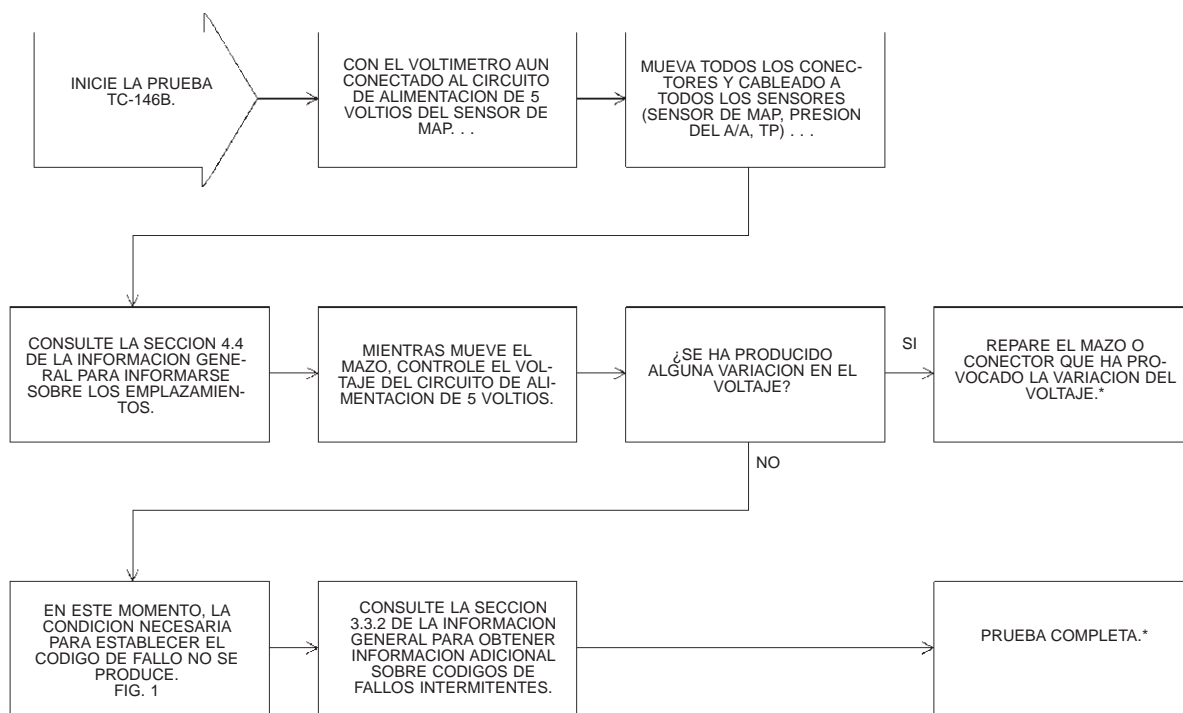 INICIE LA PRUEBA
TC-146B.
CON EL VOLTIMETRO AUN
CONECTADO AL CIRCUITO
DE ALIMENTACION DE 5
VOLTIOS DEL SENSOR DE
MAP. . .
MUEVA TODOS LOS CONEC-
TORES Y CABLEADO A
TODOS LOS SENSORES
(SENSOR DE MAP, PRESION
DEL A/A, TP) . . .
CONSULTE LA SECCION 4.4
DE LA INFORMACION GENE-
RAL PARA INFORMARSE
SOBRE LOS EMPLAZAMIEN-
TOS.
MIENTRAS MUEVE EL
MAZO, CONTROLE EL VOL-
TAJE DEL CIRCUITO DE ALI-
MENTACION DE 5 VOLTIOS.
¿SE HA PRODUCIDO
ALGUNA VARIACION EN EL
VOLTAJE?
SI
REPARE EL MAZO O
CONECTOR QUE HA PRO-
VOCADO LA VARIACION DEL
VOLTAJE.*
NO
EN ESTE MOMENTO, LA
CONDICION NECESARIA
PARA ESTABLECER EL
CODIGO DE FALLO NO SE
PRODUCE.
FIG. 1
CONSULTE LA SECCION
3.3.2 DE LA INFORMACION
GENERAL PARA OBTENER
INFORMACION ADICIONAL
SOBRE CODIGOS DE
FALLOS INTERMITENTES.
PRUEBA COMPLETA.*